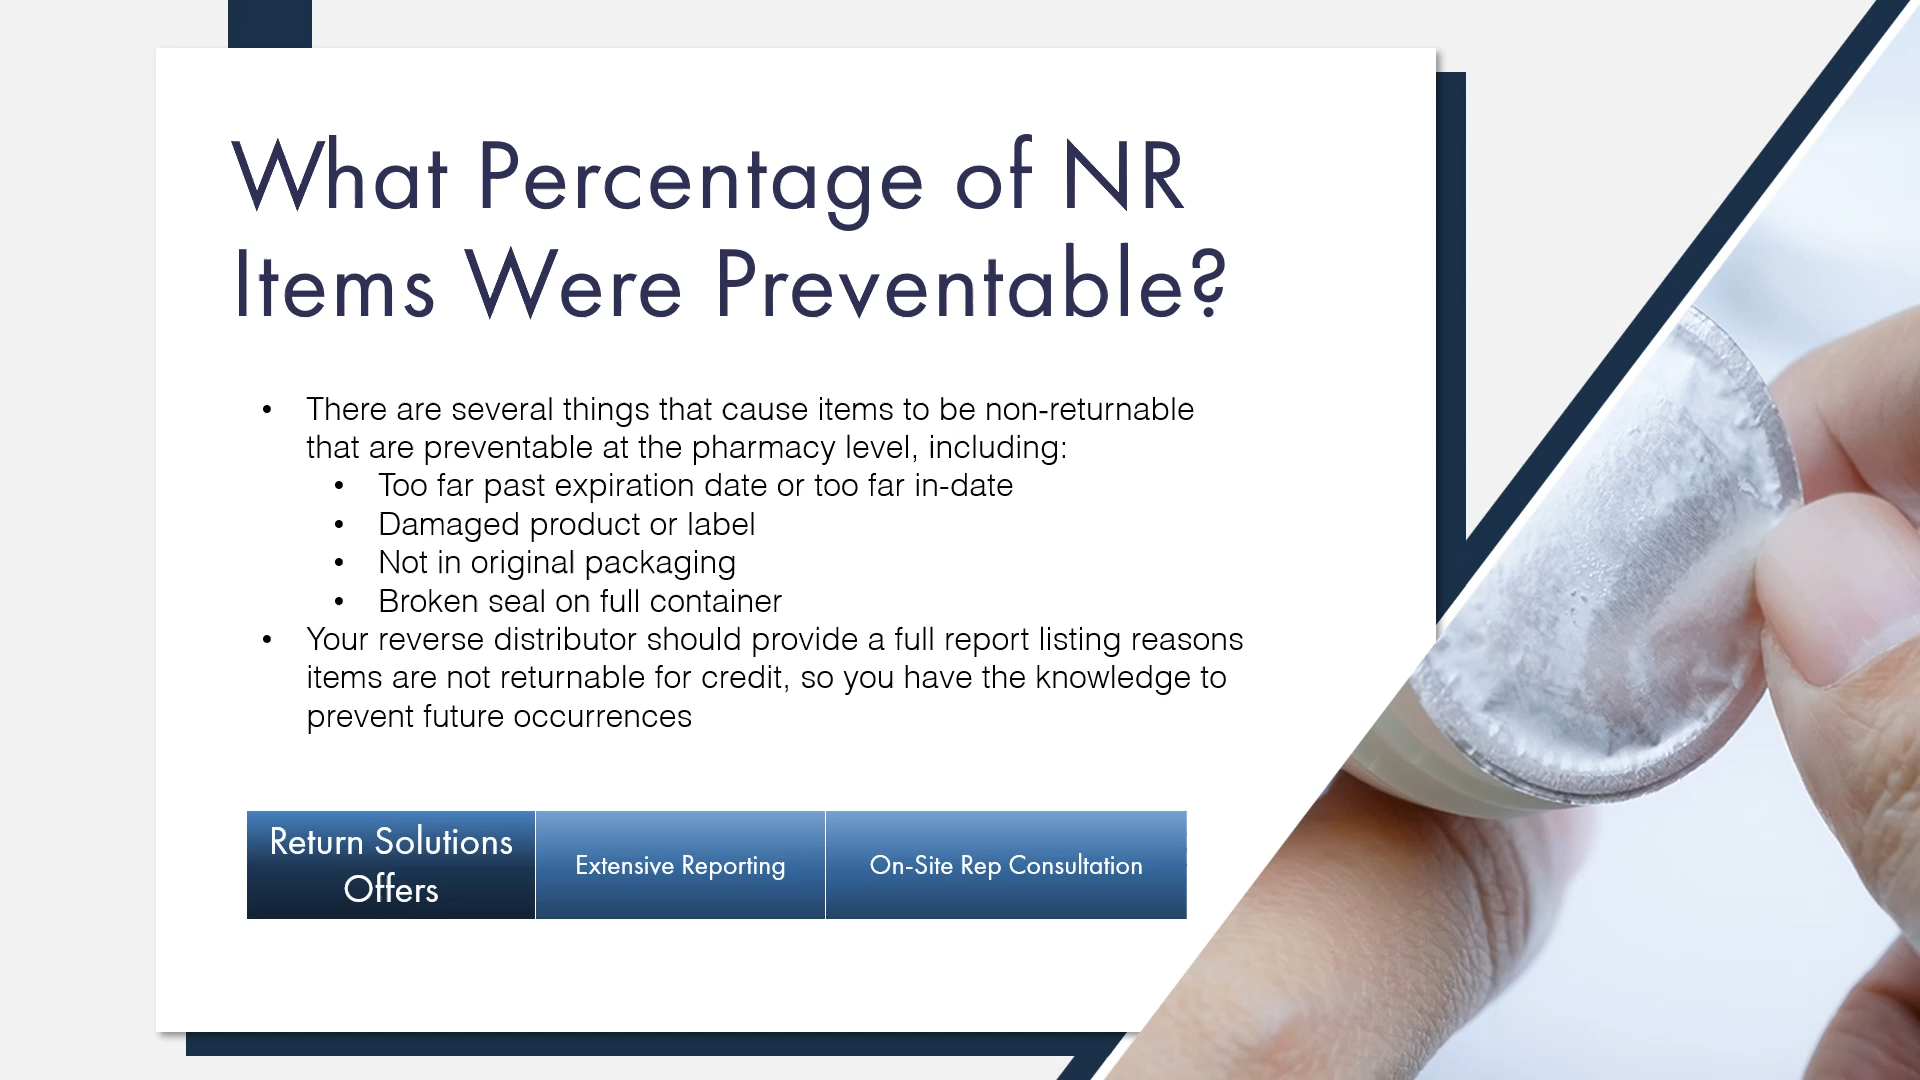 What Percentage of NR
Items Were Preventable?
• There are several things that cause items to be non-returnable
that are preventable at the pharmacy level, including:
• Too far past expiration date or too far in-date
• Damaged product or label
• Not in original packaging
• Broken seal on full container
• Your reverse distributor should provide a full report listing reasons
items are not returnable for credit, so you have the knowledge to
prevent future occurrences
Return Solutions
Offers
Extensive Reporting
On-Site Rep Consultation